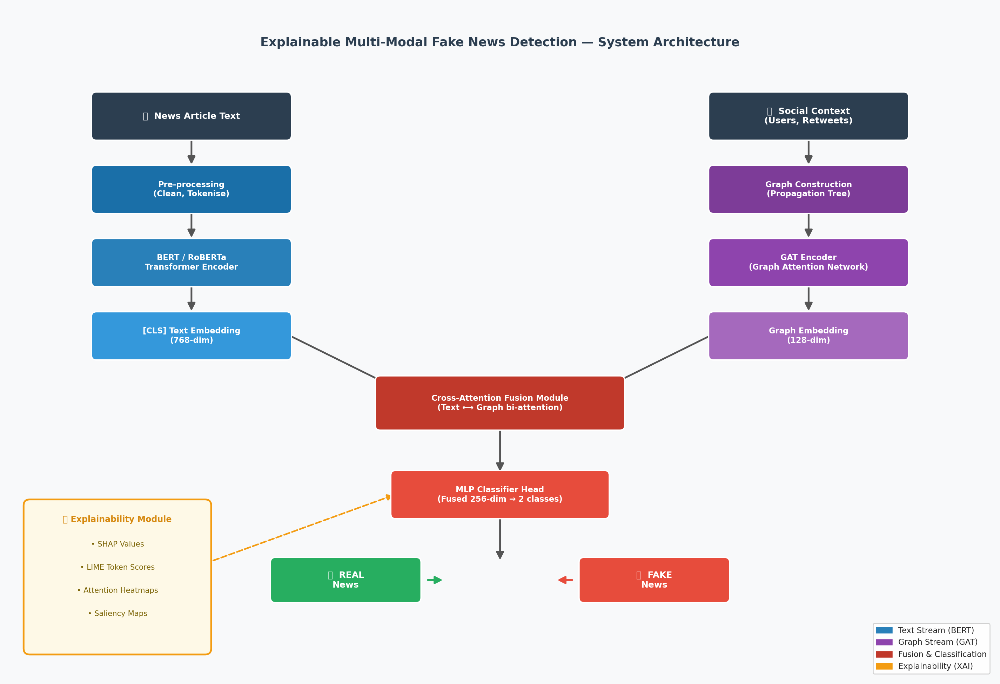 Explainable Multi-Modal Fake News Detection — System Architecture
News Article Text
Pre-processing
(Clean, Tokenise)
BERT / RoBERTa
Transformer Encoder
[CLS] Text Embedding
(768-dim)
Social Context
(Users, Retweets)
Graph Construction
(Propagation Tree)
GAT Encoder
(Graph Attention Network)
Graph Embedding
(128-dim)
Cross-Attention Fusion Module
(Text ⟷ Graph bi-attention)
MLP Classifier Head
(Fused 256-dim → 2 classes)
Explainability Module
• SHAP Values
• LIME Token Scores
• Attention Heatmaps
• Saliency Maps
REAL
News
FAKE
News
Text Stream (BERT)
Graph Stream (GAT)
Fusion & Classification
Explainability (XAI)